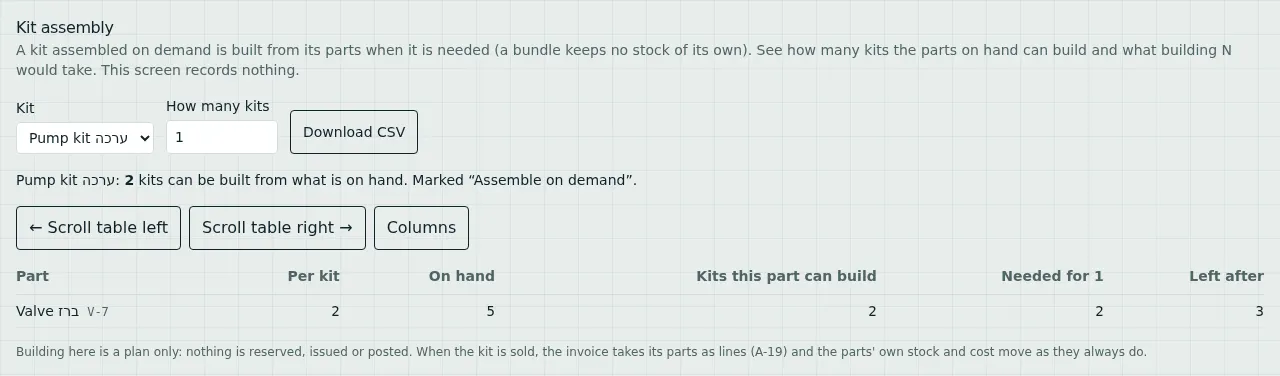 Kit assembly
A kit assembled on demand is built from its parts when it is needed (a bundle keeps no stock of its own). See how many kits the parts on hand can build and what building N
would take. This screen records nothing.
Kit
How many kits
Pump kit ערכה
1
Download CSV
Pump kit ערכה: 2 kits can be built from what is on hand. Marked “Assemble on demand”.
← Scroll table left
Scroll table right →
Columns
Part Per kit On hand Kits this part can build Needed for 1 Left after
Valve ברז V-7 2 5 2 2 3
Building here is a plan only: nothing is reserved, issued or posted. When the kit is sold, the invoice takes its parts as lines (A-19) and the parts' own stock and cost move as they always do.